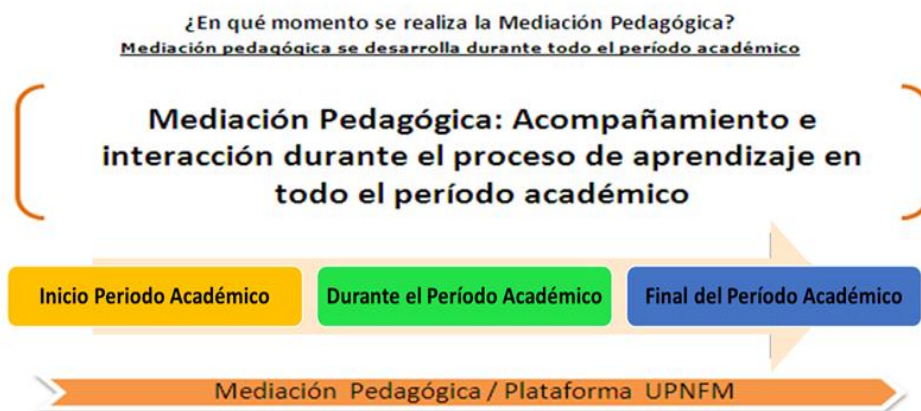 ¿En qué momento se realiza la Mediación Pedagógica?
Mediación pedagógica se desarrolla durante todo el período académico
Mediación Pedagógica: Acompañamiento e
interacción durante el proceso de aprendizaje en
todo el período académico
Inicio Periodo Académico
Durante el Período Académico
Final del Período Académico
Mediación Pedagógica / Plataforma UPNFM